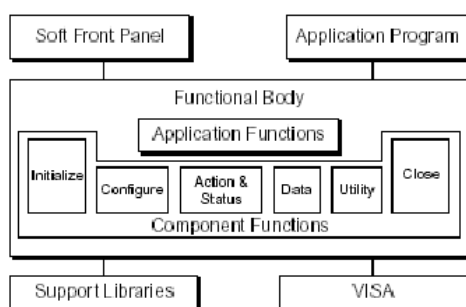 Soft Front Panel
Application Program
Functional Body
Application Functions
Initialize
Configure
Action &
Status
Data
Utility
Close
Component Functions
Support Libraries
VISA